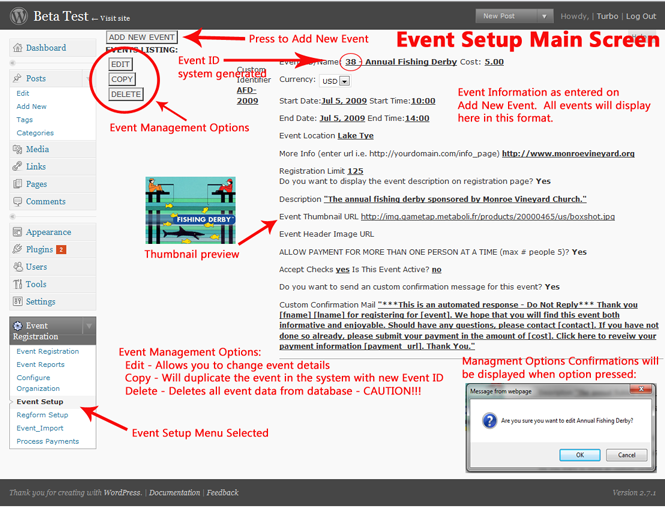 Beta Test ← Visit site
New Post
Howdy, | Turbo | Log Out
Event Setup Main Screen
ADD NEW EVENT
Press to Add New Event
EVENTS LISTING:
EDIT
COPY
DELETE
Event ID
system generated
Custom
Identifier
AFD-
2009
Event Management Options
Name: 38 - Annual Fishing Derby Cost: 5.00
Currency: USD
Start Date:Jul 5, 2009 Start Time:10:00
End Date: Jul 5, 2009 End Time:14:00
Event Location Lake Tye
More Info (enter url i.e. http://yourdomain.com/info_page) http://www.monroevineyard.org
Registration Limit 125
Do you want to display the event description on registration page? Yes
Description "The annual fishing derby sponsored by Monroe Vineyard Church."
Event Thumbnail URL http://img.gametap.metaboli.fr/products/20000465/us/boxshot.jpg
Event Header Image URL
ALLOW PAYMENT FOR MORE THAN ONE PERSON AT A TIME (max # people 5)? Yes
Accept Checks yes Is This Event Active? no
Do you want to send an custom confirmation message for this event? Yes
Custom Confirmation Mail "***This is an automated response - Do Not Reply*** Thank you
[fname] [lname] for registering for [event]. We hope that you will find this event both
informative and enjoyable. Should have any questions, please contact [contact]. If you have not
done so already, please submit your payment in the amount of [cost]. Click here to reveiw your
payment information [payment_url]. Thank You."
Event Information as entered on
Add New Event. All events will display
here in this format.
FISHING DERBY
Thumbnail preview
Event Management Options:
Edit - Allows you to change event details
Copy - Will duplicate the event in the system with new Event ID
Delete - Deletes all event data from database - CAUTION!!!
Managment Options Confirmations will
be displayed when option pressed:
Message from webpage
Are you sure you want to edit Annual Fishing Derby?
OK
Cancel
Event Setup Menu Selected
Dashboard
Posts
Edit
Add New
Tags
Categories
Media
Links
Pages
Comments
Appearance
Plugins 2
Users
Tools
Settings
Event
Registration
Event Registration
Event Reports
Configure
Organization
Event Setup
Regform Setup
Event_Import
Process Payments
Thank you for creating with WordPress. | Documentation | Feedback
Version 2.7.1